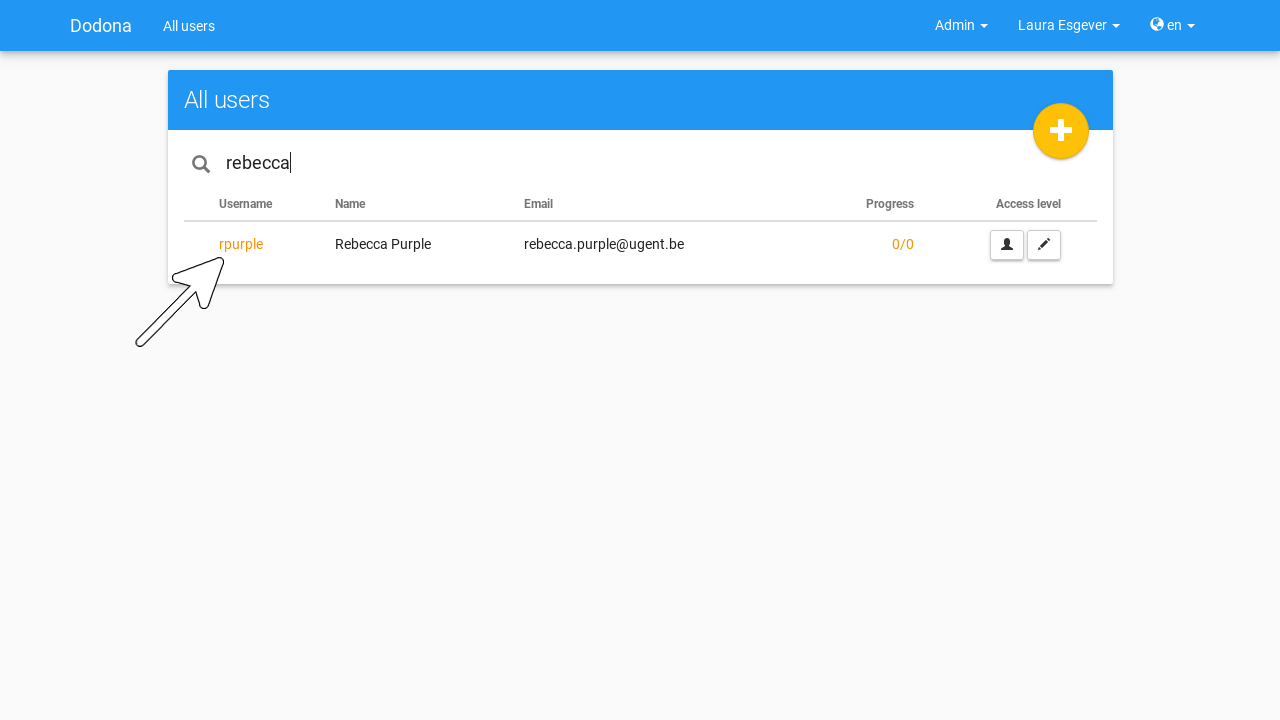 Dodona All users Admin Laura Esgever en
All users
rebecca
Username Name Email Progress Access level
rpurple Rebecca Purple rebecca.purple@ugent.be 0/0